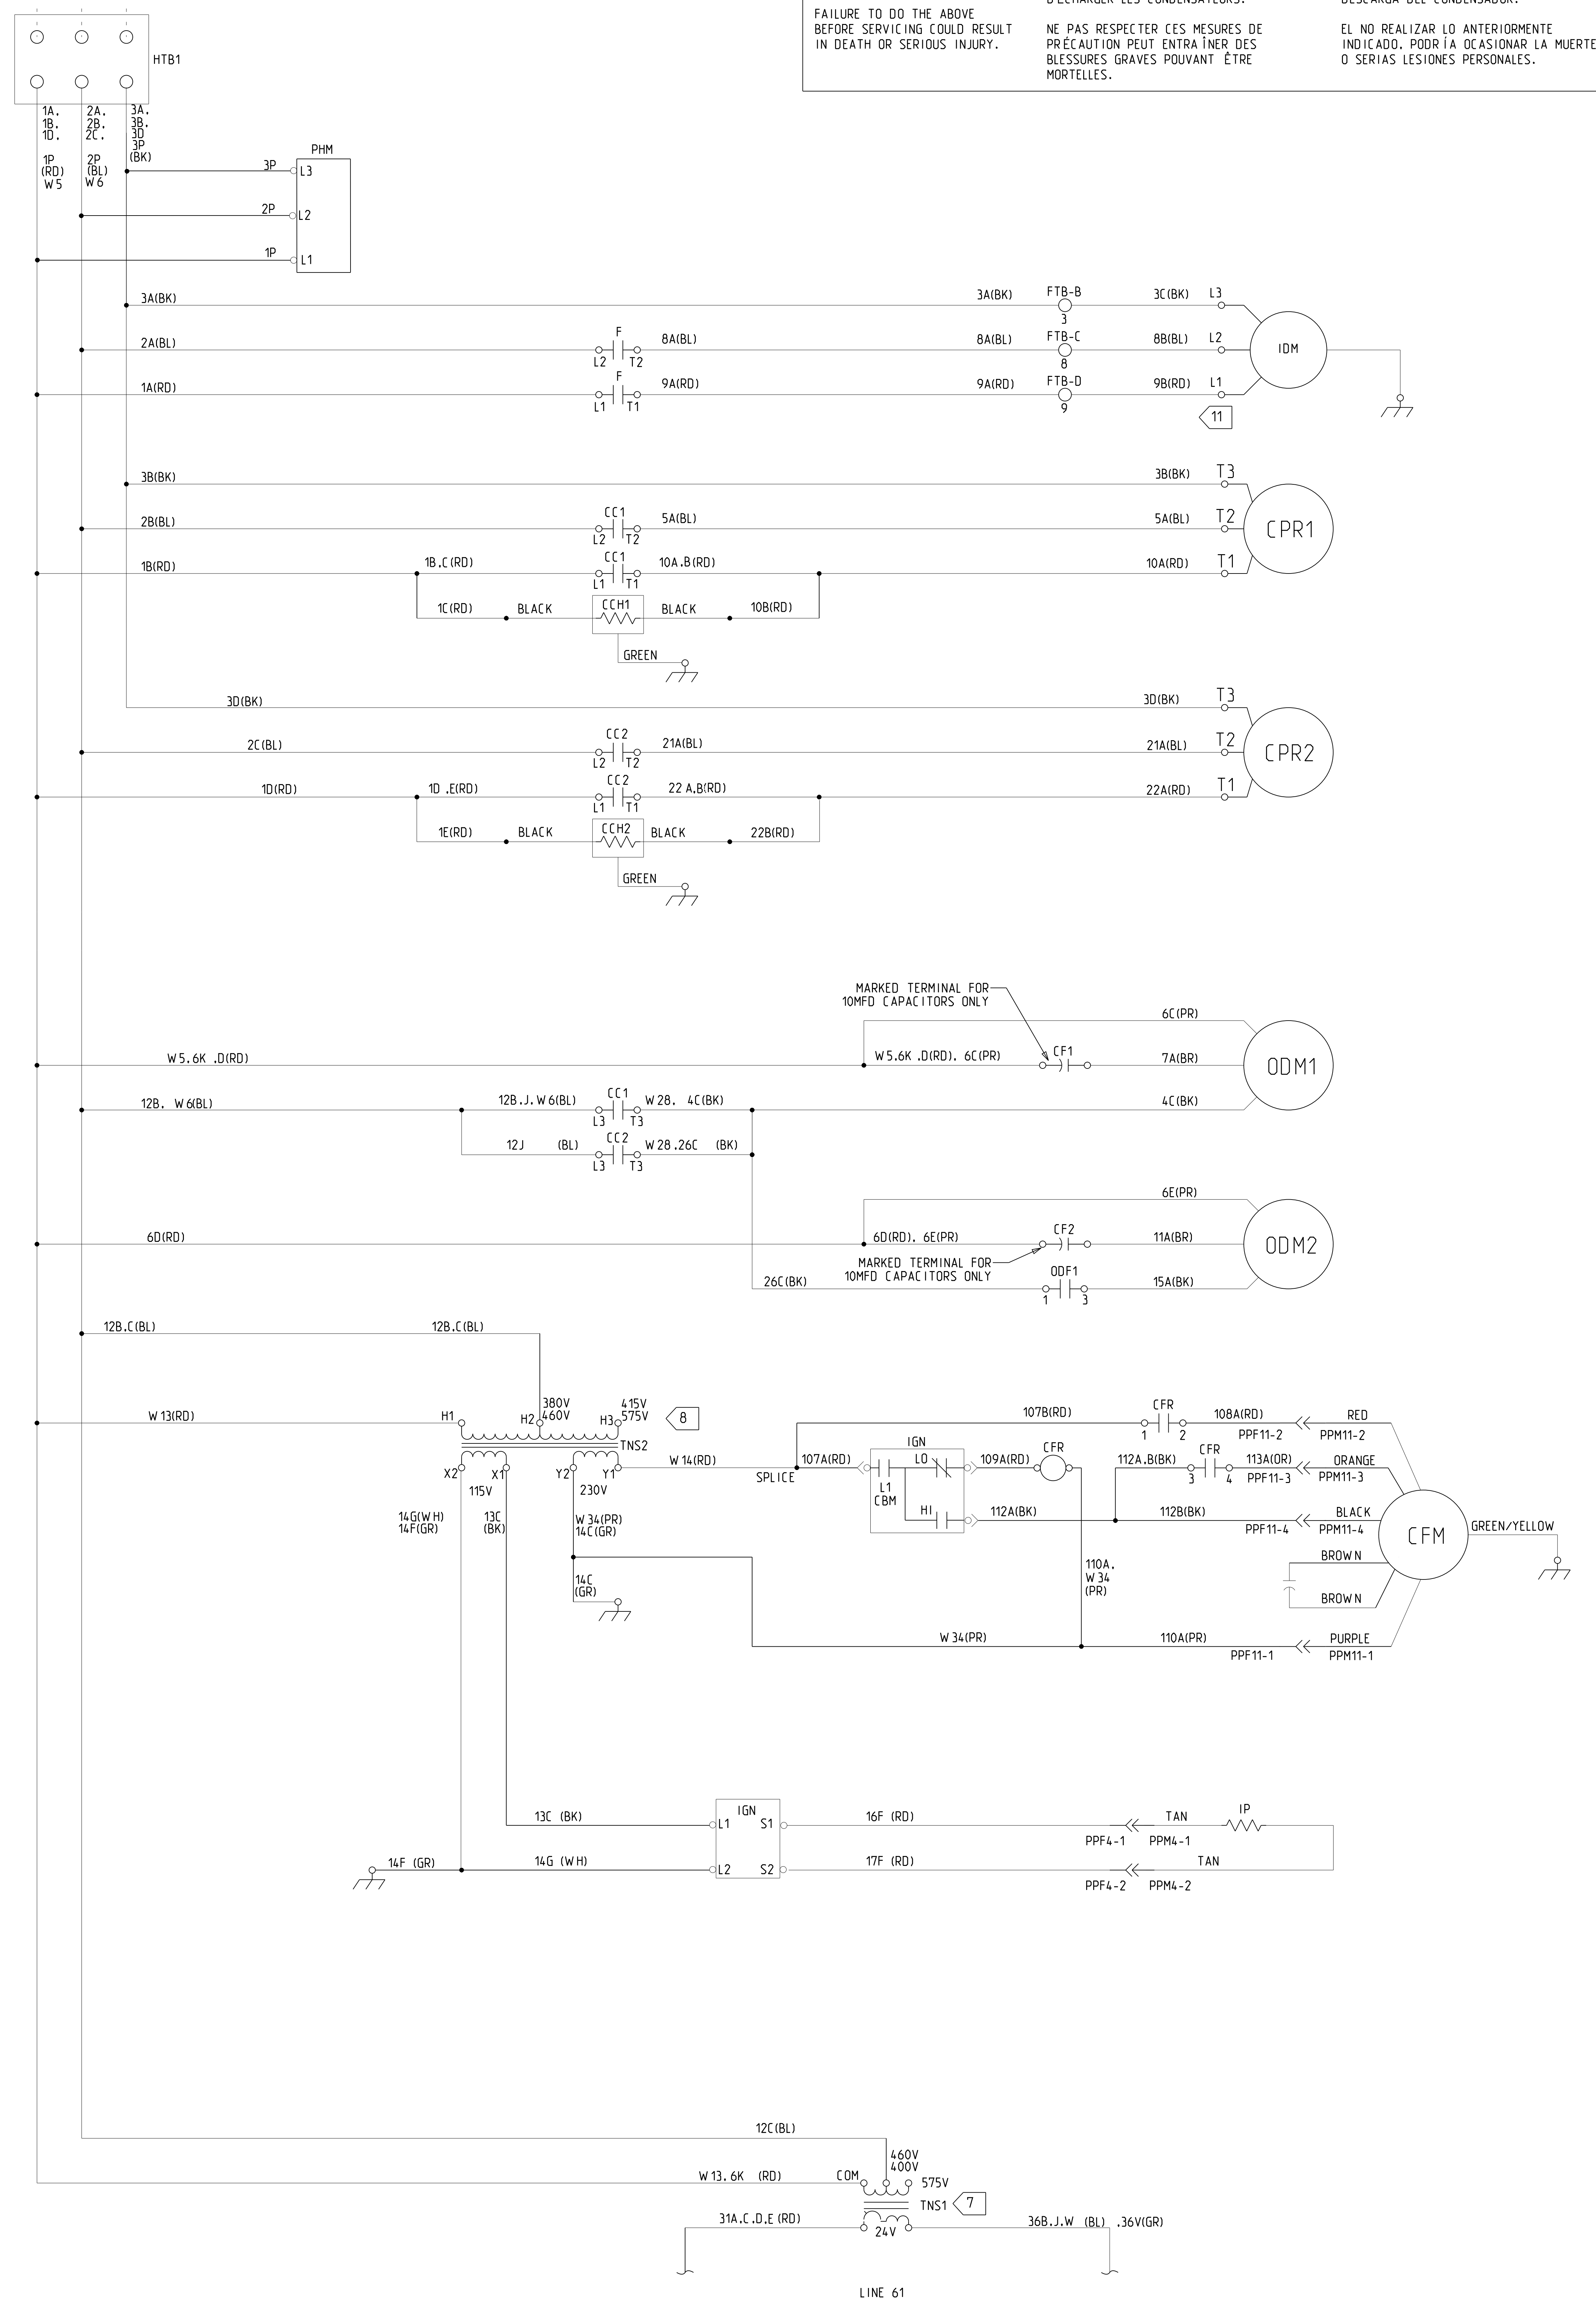 D'ÉCHARGER LES CONDENSATEURS.
DESCARGA DEL CONDENSADOR.
FAILURE TO DO THE ABOVE
BEFORE SERVICING COULD RESULT
IN DEATH OR SERIOUS INJURY.
NE PAS RESPECTER CES MESURES DE
PRÉCAUTION PEUT ENTRAÎNER DES
BLESSURES GRAVES POUVANT ÊTRE
MORTELLES.
EL NO REALIZAR LO ANTERIORMENTE
INDICADO, PODRÍA OCASIONAR LA MUERTE
O SERIAS LESIONES PERSONALES.
HTB1
1A, 2A, 3A,
1B, 2B, 3B,
1D, 2C, 3D
3P
1P 2P (BK)
(RD) (BL)
W5 W6
PHM
3P L3
2P L2
1P L1
3A(BK) 3A(BK) FTB-B 3C(BK) L3
3
2A(BL) F 8A(BL) 8A(BL) FTB-C 8B(BL) L2 IDM
L2 T2 8
1A(RD) F 9A(RD) 9A(RD) FTB-D 9B(RD) L1
L1 T1 9
11
3B(BK) 3B(BK) T3
2B(BL) CC1 5A(BL) 5A(BL) T2 CPR1
L2 T2
1B(RD) 1B,C(RD) CC1 10A,B(RD) 10A(RD) T1
L1 T1
1C(RD) BLACK CCH1 BLACK 10B(RD)
GREEN
3D(BK) 3D(BK) T3
2C(BL) CC2 21A(BL) 21A(BL) T2 CPR2
L2 T2
1D(RD) 1D ,E(RD) CC2 22 A,B(RD) 22A(RD) T1
L1 T1
1E(RD) BLACK CCH2 BLACK 22B(RD)
GREEN
MARKED TERMINAL FOR
10MFD CAPACITORS ONLY
6C(PR)
W5,6K ,D(RD) W5,6K ,D(RD), 6C(PR) CF1 7A(BR) ODM1
12B, W6(BL) 12B,J,W6(BL) CC1 W28, 4C(BK) 4C(BK)
L3 T3
12J (BL) CC2 W28,26C (BK)
L3 T3
6E(PR)
6D(RD) 6D(RD), 6E(PR) CF2 11A(BR) ODM2
MARKED TERMINAL FOR
10MFD CAPACITORS ONLY
26C(BK) ODF1 15A(BK)
1 3
12B,C(BL) 12B,C(BL)
380V 415V
W13(RD) H1 H2 460V H3 575V 8
TNS2
107B(RD) CFR 108A(RD) RED
1 2 PPF11-2 PPM11-2
X2 X1 Y2 Y1 W14(RD) SPLICE 107A(RD) IGN LO 109A(RD) CFR 112A,B(BK) CFR 113A(OR) ORANGE
3 4 PPF11-3 PPM11-3
115V 230V
L1
CBM
HI 112A(BK) 112B(BK) BLACK
PPF11-4 PPM11-4
14G(WH) 13C W34(PR)
14F(GR) (BK) 14C(GR)
CFM GREEN/YELLOW
BROWN
14C
(GR)
110A,
W34
(PR)
BROWN
W34(PR) 110A(PR) PURPLE
PPF11-1 PPM11-1
13C (BK) L1 IGN S1 16F (RD) TAN IP
PPF4-1 PPM4-1
14F (GR) 14G (WH) L2 S2 17F (RD) TAN
PPF4-2 PPM4-2
12C(BL)
460V
400V
W13,6K (RD) COM 575V
TNS1 7
31A,C,D,E(RD) 24V 36B,J,W (BL) ,36V(GR)
LINE 61